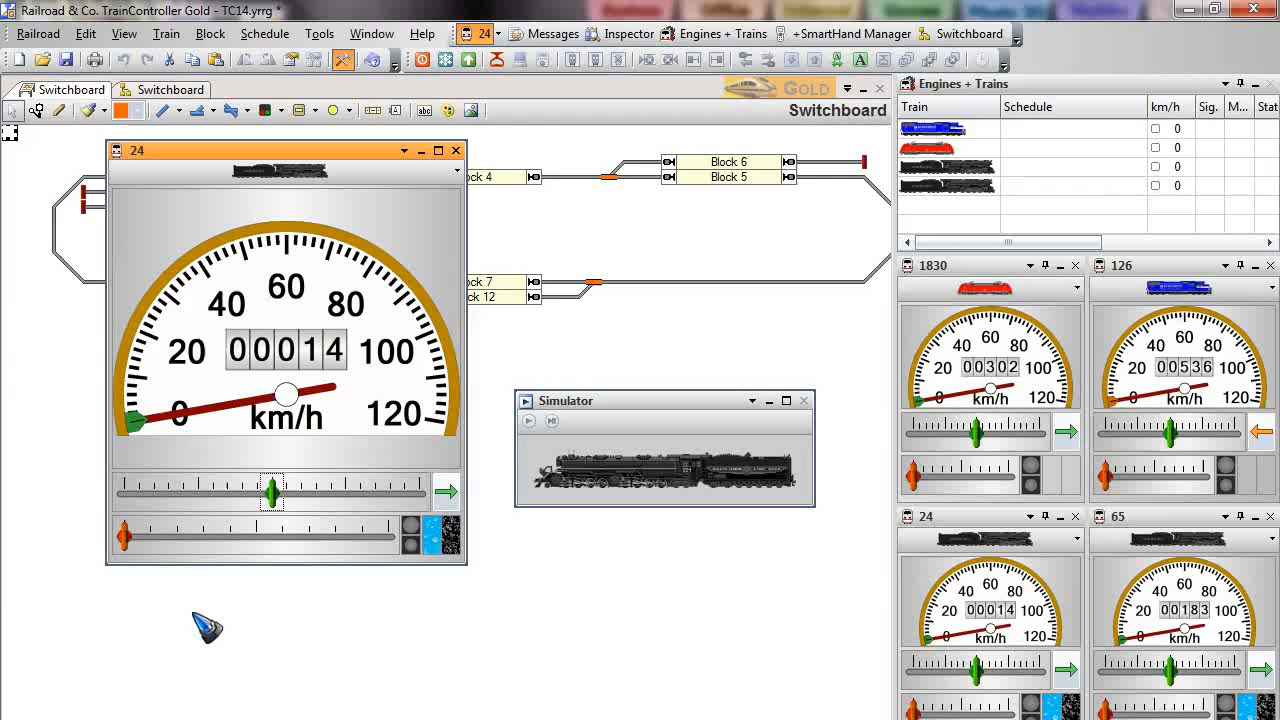 Railroad & Co. TrainController Gold - TC14.yrrg *
Railroad Edit View Train Block Schedule Tools Window Help 24 Messages Inspector Engines + Trains +SmartHand Manager Switchboard
Switchboard Switchboard GOLD
Switchboard
Engines + Trains
Train Schedule km/h Sig. M... Stat
0
0
0
0
24
ock 4
Block 6
Block 5
ock 7
ock 12
0 20 40 60 80 100 120
00014
km/h
Simulator
1830
0 20 40 60 80 100 120
00302
km/h
126
0 20 40 60 80 100 120
00536
km/h
24
0 20 40 60 80 100 120
00014
km/h
65
0 20 40 60 80 100 120
00183
km/h